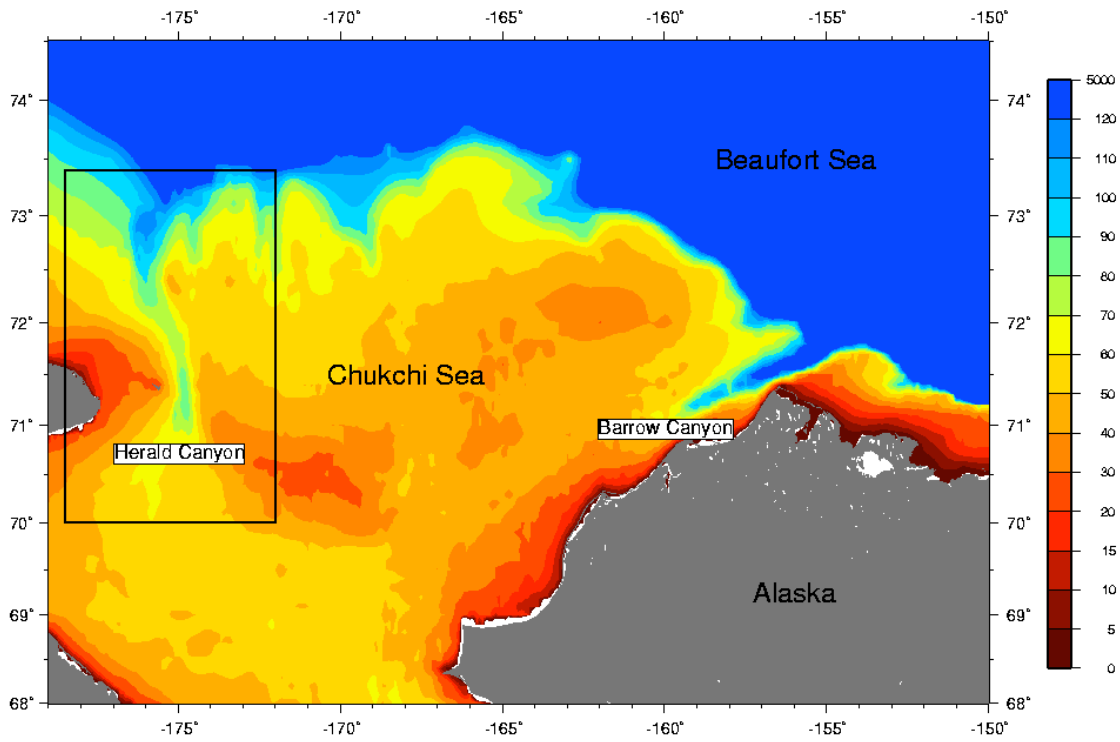 -175° -170° -165° -160° -155° -150°
74° 74° 5000
120
Beaufort Sea 110
73° 73° 100
90
80
72° 72° 70
Chukchi Sea 60
50
71° Barrow Canyon 71° 40
Herald Canyon 30
70° 70° 20
15
Alaska 10
69° 69° 5
0
68° 68°
-175° -170° -165° -160° -155° -150°